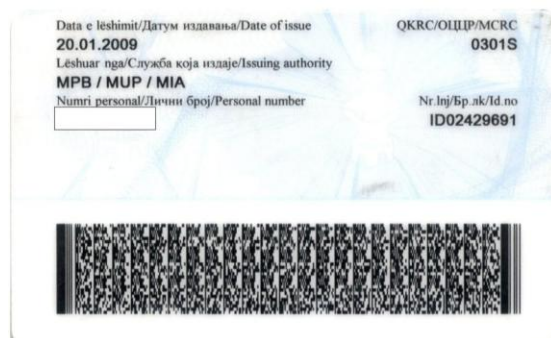 Data e lëshimit/Датум издавања/Date of issue QKRC/ОЦЦР/MCRC
20.01.2009 0301S
Lëshuar nga/Служба која издаје/Issuing authority
MPB / MUP / MIA
Numri personal/Лични број/Personal number Nr.lnj/Бр.лк/Id.no
ID02429691